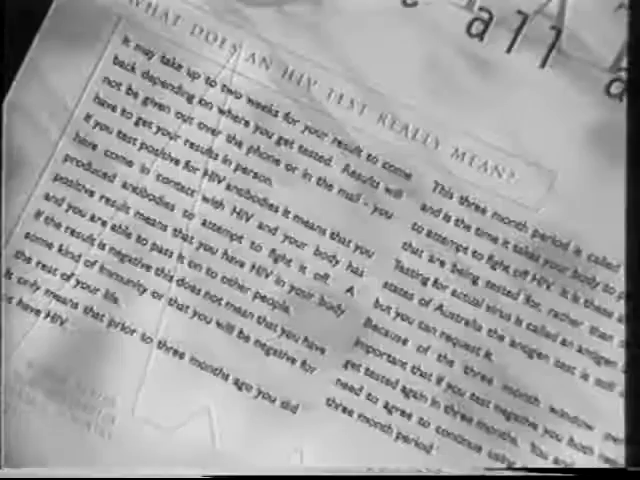 all
a
WHAT DOES AN HIV TEST REALLY MEAN?
It may take up to two weeks for your result to come
back depending on where you get tested. Results will
not be given out over the phone or in the mail - you
have to get your results in person.
If you test positive for HIV antibodies it means that you
have come in contact with HIV and your body has
produced antibodies to attempt to fight it off. A
positive result means that you have HIV in your body
and you are able to pass it on to other people.
If the result is negative this does not mean that you have
some kind of immunity or that you will be negative for
the rest of your life.
It only means that prior to three months ago you did
have HIV.
This three month period is called
and is the time it takes your body to
to attempt to fight off HIV. It is these
that are being tested for, rather than
Testing for actual virus is called an antigen
states of Australia the antigen test is still
but you can request it.
Because of the three month window
important that if you test negative you both
get tested again in three months. You
need to agree to continue
three month period.